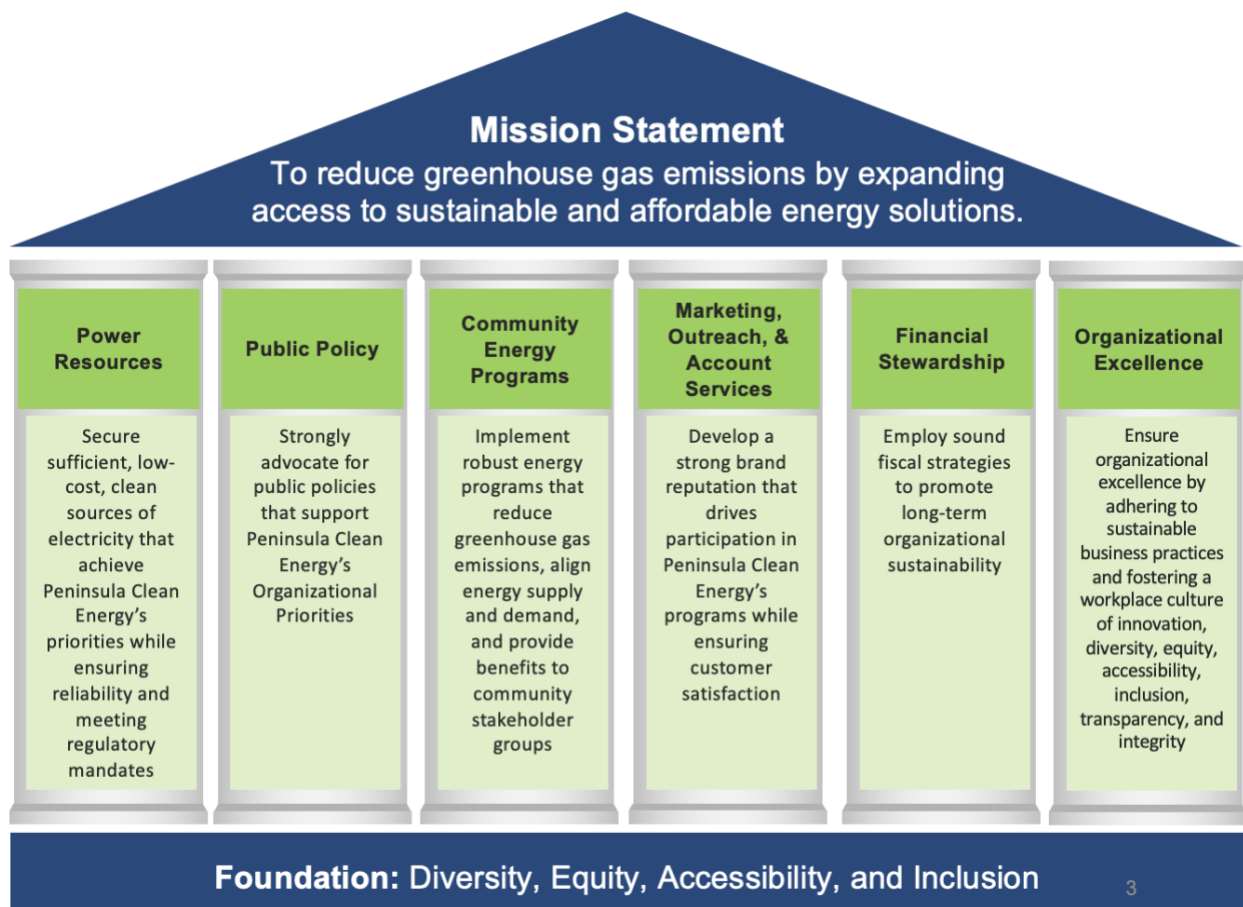 Mission Statement
To reduce greenhouse gas emissions by expanding
access to sustainable and affordable energy solutions.
Power
Resources
Secure
sufficient, low-
cost, clean
sources of
electricity that
achieve
Peninsula Clean
Energy’s
priorities while
ensuring
reliability and
meeting
regulatory
mandates
Public Policy
Strongly
advocate for
public policies
that support
Peninsula Clean
Energy’s
Organizational
Priorities
Community
Energy
Programs
Implement
robust energy
programs that
reduce
greenhouse gas
emissions, align
energy supply
and demand,
and provide
benefits to
community
stakeholder
groups
Marketing,
Outreach, &
Account
Services
Develop a
strong brand
reputation that
drives
participation in
Peninsula Clean
Energy’s
programs while
ensuring
customer
satisfaction
Financial
Stewardship
Employ sound
fiscal strategies
to promote
long-term
organizational
sustainability
Organizational
Excellence
Ensure
organizational
excellence by
adhering to
sustainable
business practices
and fostering a
workplace culture
of innovation,
diversity, equity,
accessibility,
inclusion,
transparency, and
integrity
Foundation: Diversity, Equity, Accessibility, and Inclusion
3